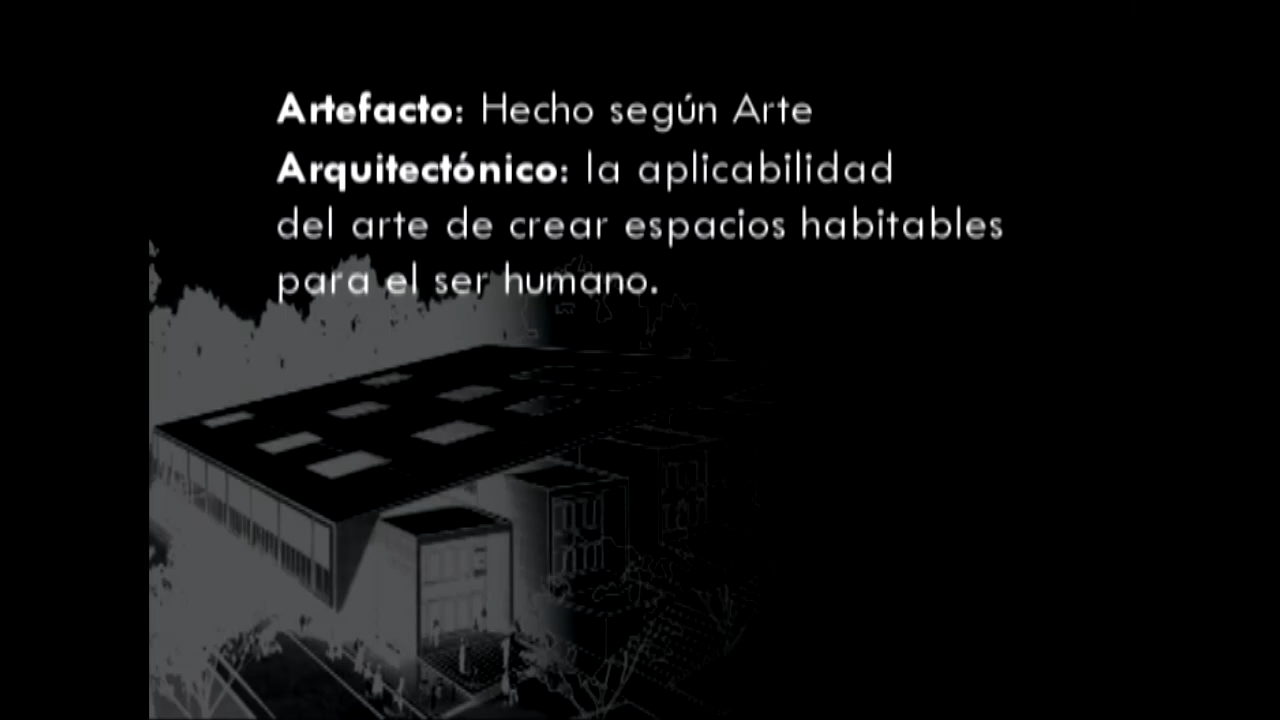 Artefacto: Hecho según Arte
Arquitectónico: la aplicabilidad
del arte de crear espacios habitables
para el ser humano.